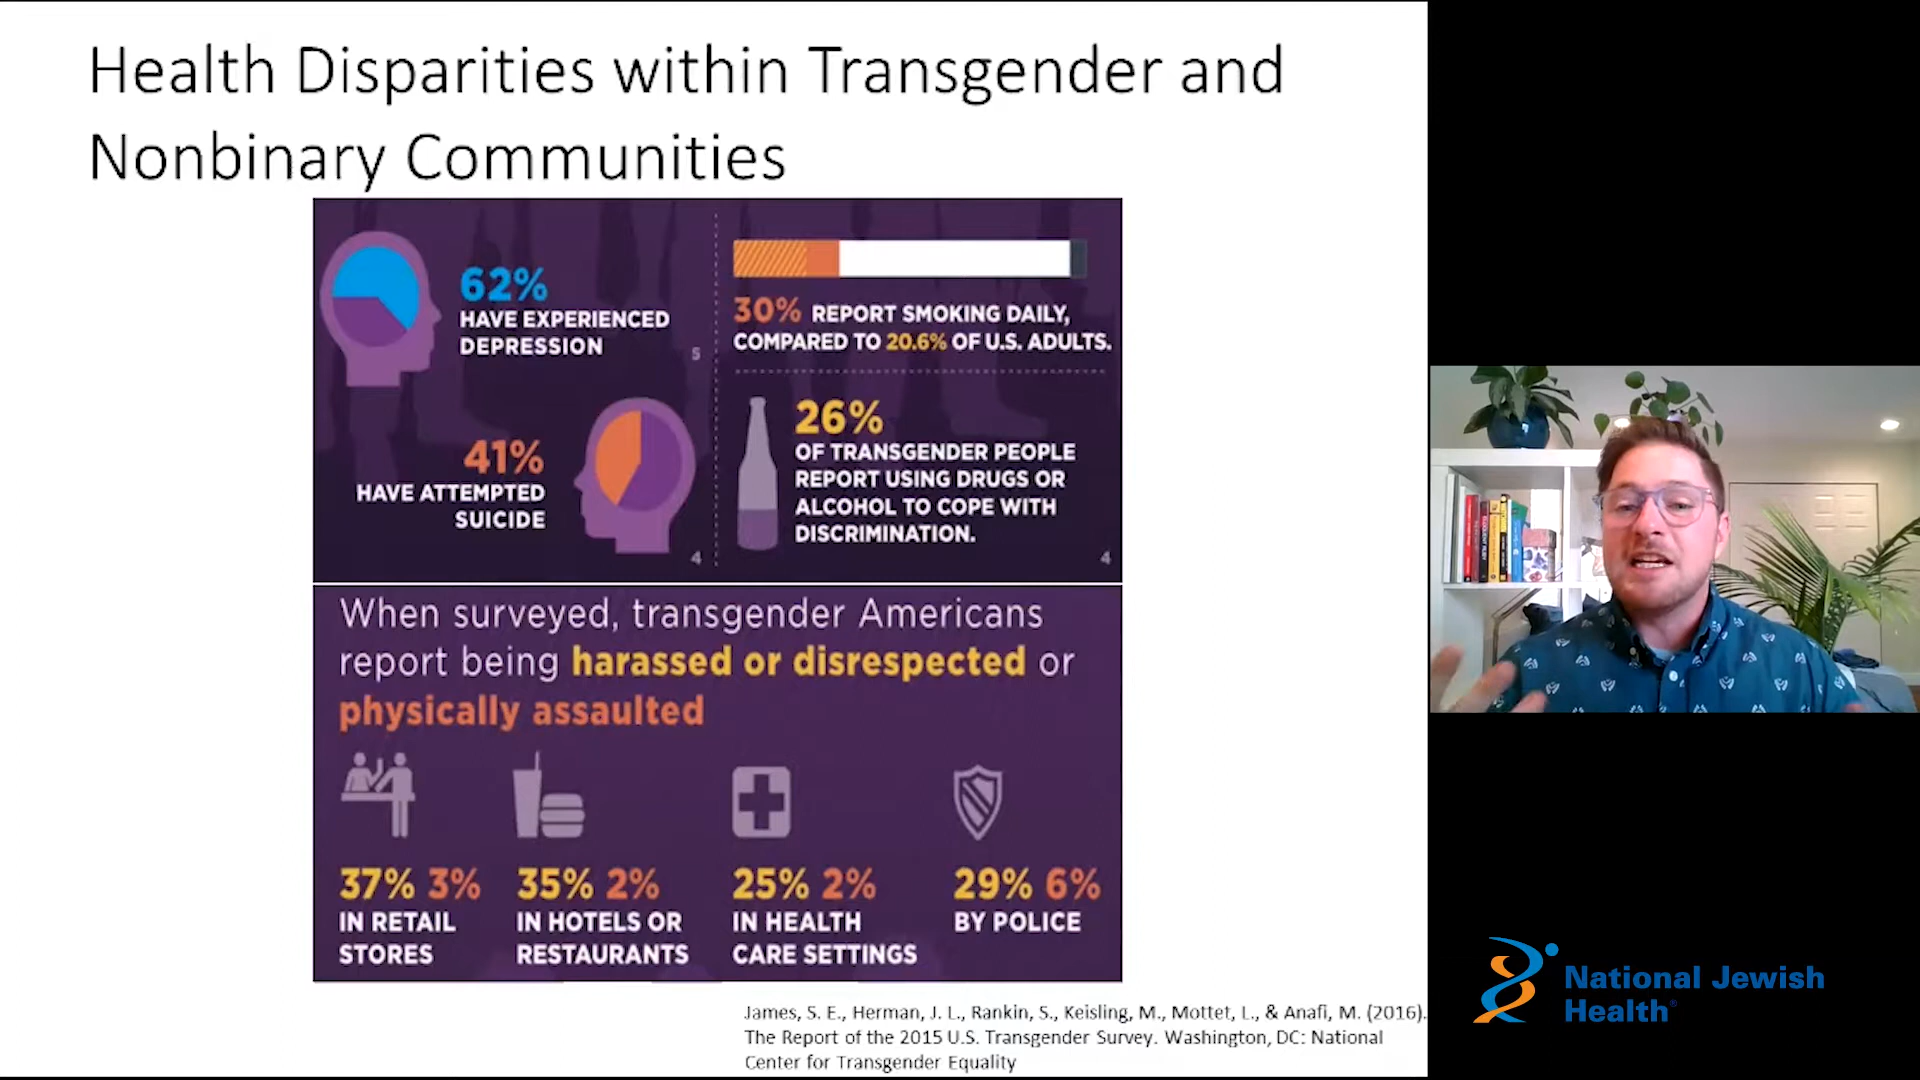 Health Disparities within Transgender and
Nonbinary Communities
62%
HAVE EXPERIENCED
DEPRESSION
5
41%
HAVE ATTEMPTED
SUICIDE
4
30% REPORT SMOKING DAILY,
COMPARED TO 20.6% OF U.S. ADULTS.
26%
OF TRANSGENDER PEOPLE
REPORT USING DRUGS OR
ALCOHOL TO COPE WITH
DISCRIMINATION.
4
When surveyed, transgender Americans
report being harassed or disrespected or
physically assaulted
37% 3%
IN RETAIL
STORES
35% 2%
IN HOTELS OR
RESTAURANTS
25% 2%
IN HEALTH
CARE SETTINGS
29% 6%
BY POLICE
James, S. E., Herman, J. L., Rankin, S., Keisling, M., Mottet, L., & Anafi, M. (2016).
The Report of the 2015 U.S. Transgender Survey. Washington, DC: National
Center for Transgender Equality
National Jewish
Health®